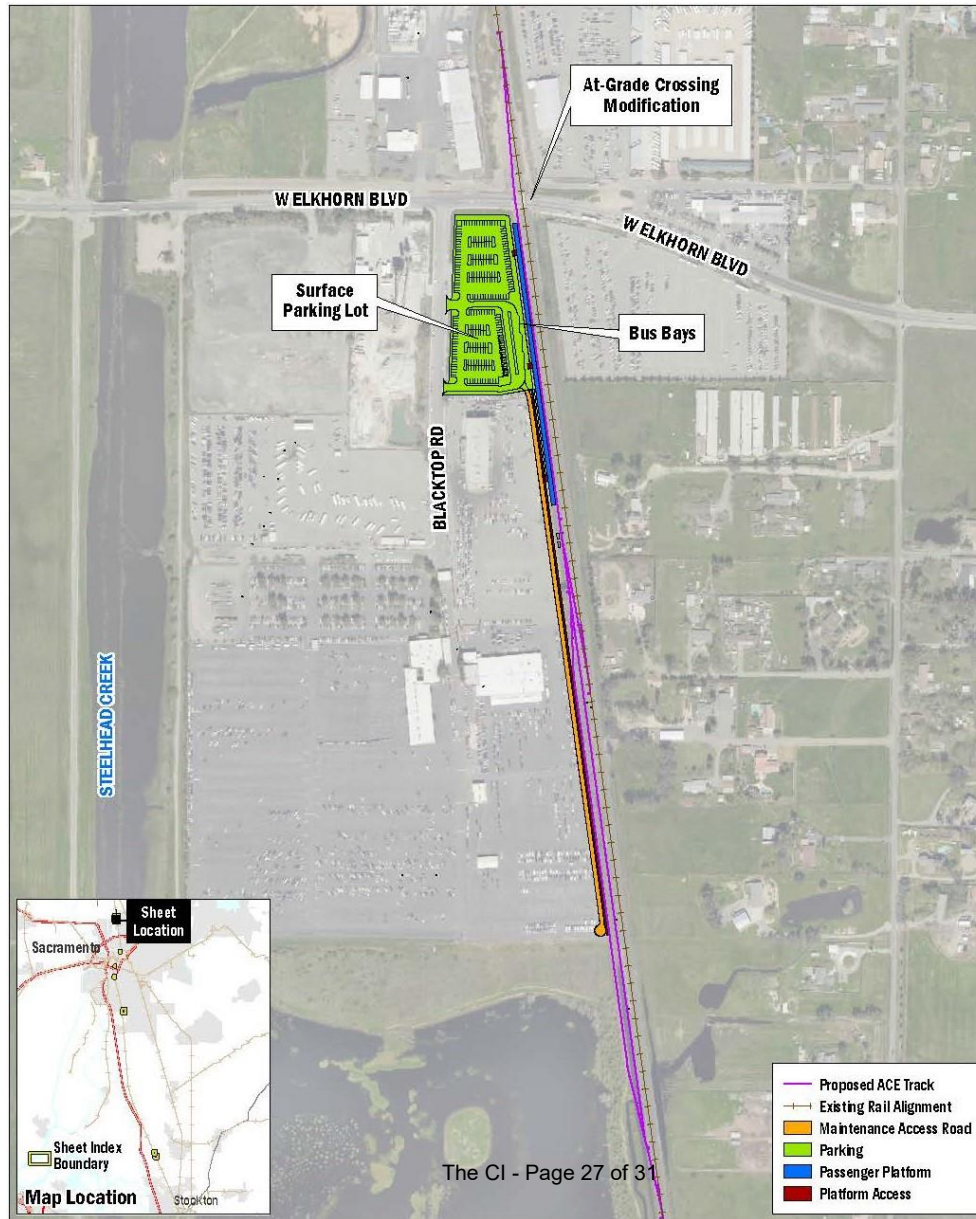 At-Grade Crossing
Modification
W ELKHORN BLVD
W ELKHORN BLVD
Surface
Parking Lot
Bus Bays
BLACKTOP RD
STEELHEAD CREEK
Sheet
Location
Sacramento
Sheet Index
Boundary
Map Location
Stockton
The CI - Page 27 of 31
Proposed ACE Track
Existing Rail Alignment
Maintenance Access Road
Parking
Passenger Platform
Platform Access